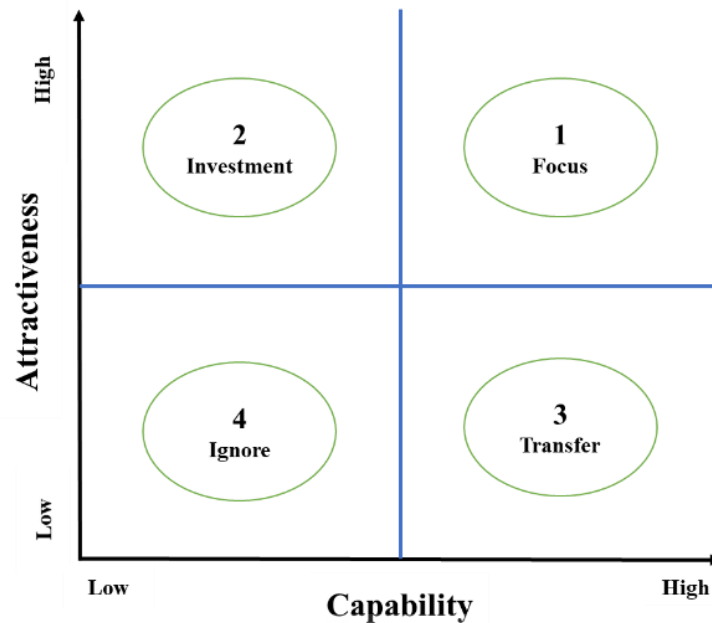 High
2
Investment
1
Focus
Attractiveness
4
Ignore
3
Transfer
Low
Low
High
Capability